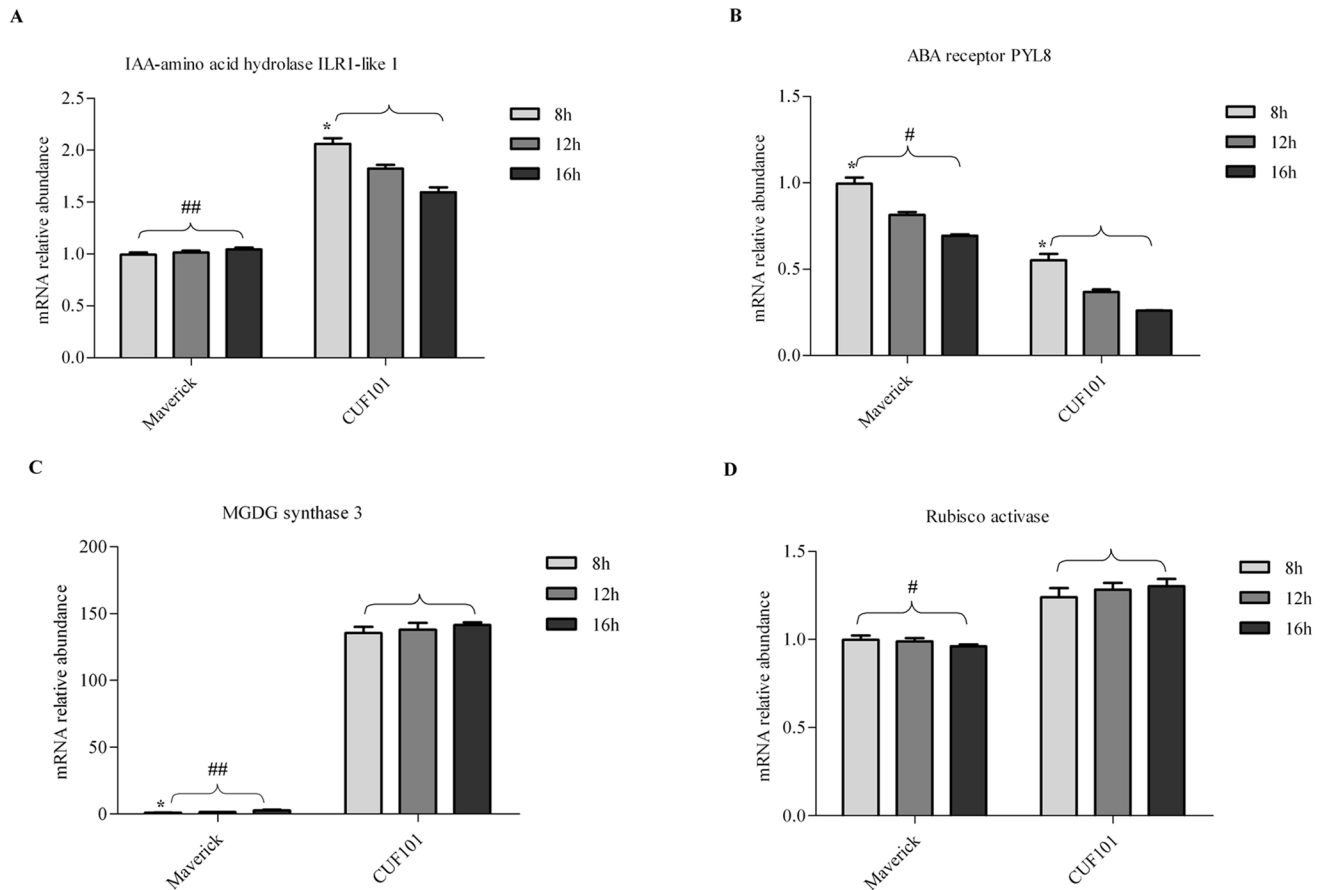 A
IAA-amino acid hydrolase ILR1-like 1
mRNA relative abundance
2.5
2.0
1.5
1.0
0.5
0.0
##
*
8h
12h
16h
Maverick
CUF101
B
ABA receptor PYL8
mRNA relative abundance
1.5
1.0
0.5
0.0
*
#
*
8h
12h
16h
Maverick
CUF101
C
MGDG synthase 3
mRNA relative abundance
200
150
100
50
0
*
##
8h
12h
16h
Maverick
CUF101
D
Rubisco activase
mRNA relative abundance
1.5
1.0
0.5
0.0
#
8h
12h
16h
Maverick
CUF101